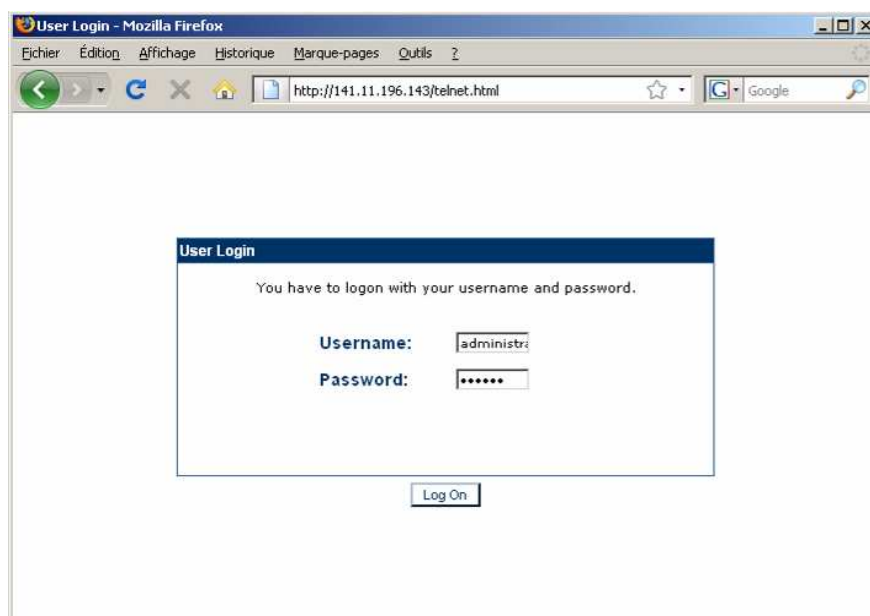 User Login - Mozilla Firefox
Fichier Édition Affichage Historique Marque-pages Outils ?
http://141.11.196.143/telnet.html
G Google
User Login
You have to logon with your username and password.
Username: administra
Password: ••••••
Log On